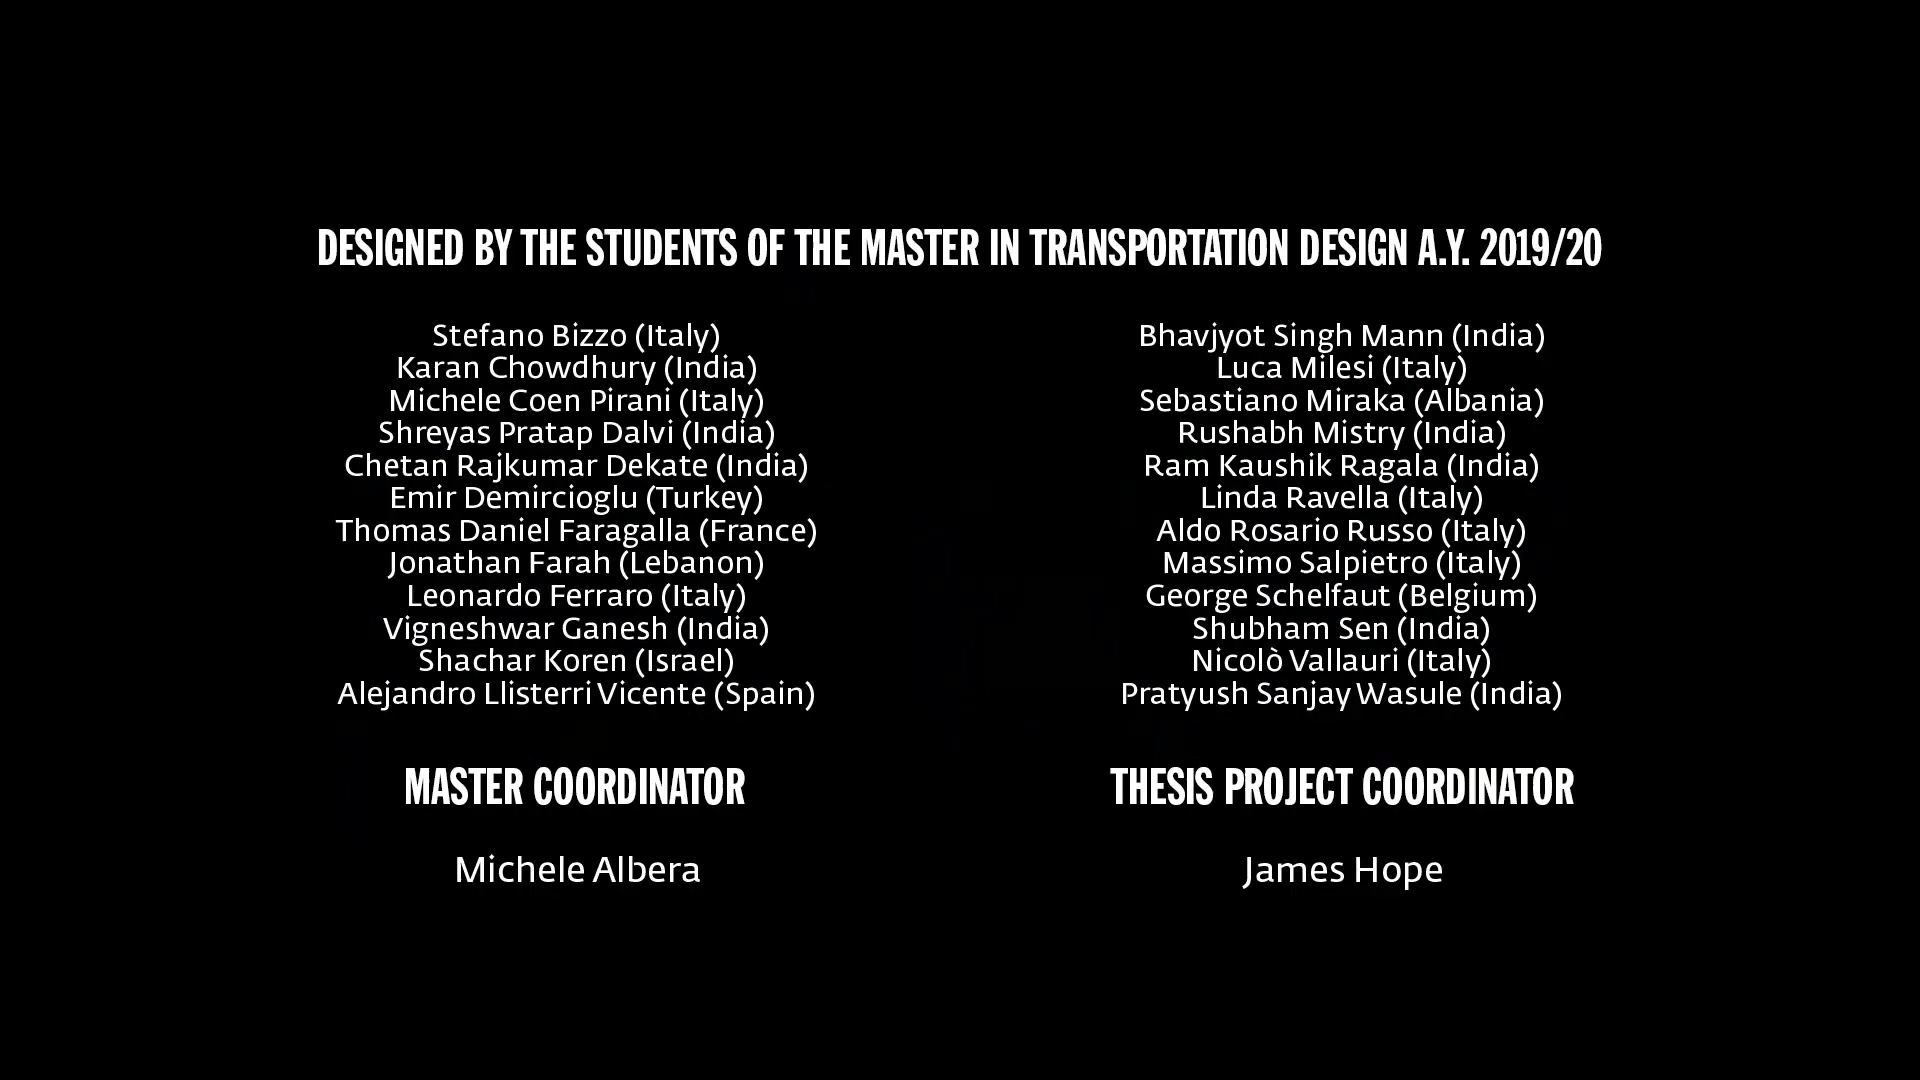 DESIGNED BY THE STUDENTS OF THE MASTER IN TRANSPORTATION DESIGN A.Y. 2019/20
Stefano Bizzo (Italy)
Karan Chowdhury (India)
Michele Coen Pirani (Italy)
Shreyas Pratap Dalvi (India)
Chetan Rajkumar Dekate (India)
Emir Demircioglu (Turkey)
Thomas Daniel Faragalla (France)
Jonathan Farah (Lebanon)
Leonardo Ferraro (Italy)
Vigneshwar Ganesh (India)
Shachar Koren (Israel)
Alejandro Llisterri Vicente (Spain)
Bhavjyot Singh Mann (India)
Luca Milesi (Italy)
Sebastiano Miraka (Albania)
Rushabh Mistry (India)
Ram Kaushik Ragala (India)
Linda Ravella (Italy)
Aldo Rosario Russo (Italy)
Massimo Salpietro (Italy)
George Schelfaut (Belgium)
Shubham Sen (India)
Nicolò Vallauri (Italy)
Pratyush Sanjay Wasule (India)
MASTER COORDINATOR
Michele Albera
THESIS PROJECT COORDINATOR
James Hope